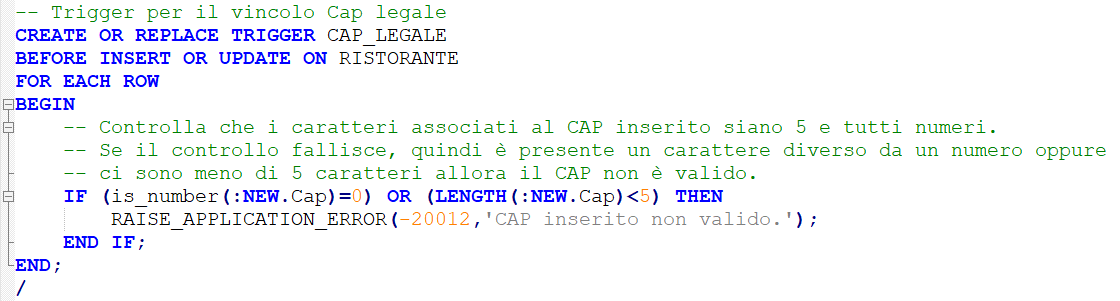 -- Trigger per il vincolo Cap legale
CREATE OR REPLACE TRIGGER CAP_LEGALE
BEFORE INSERT OR UPDATE ON RISTORANTE
FOR EACH ROW
BEGIN
    -- Controlla che i caratteri associati al CAP inserito siano 5 e tutti numeri.
    -- Se il controllo fallisce, quindi è presente un carattere diverso da un numero oppure
    -- ci sono meno di 5 caratteri allora il CAP non è valido.
    IF (is_number(:NEW.Cap)=0) OR (LENGTH(:NEW.Cap)<5) THEN
        RAISE_APPLICATION_ERROR(-20012,'CAP inserito non valido.');
    END IF;
END;
/